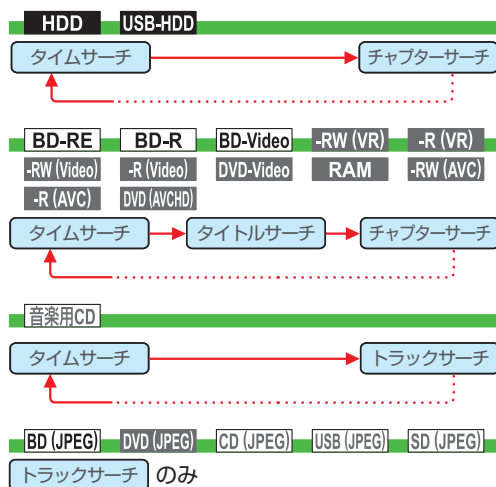 HDD USB-HDD
タイムサーチ チャプターサーチ
BD-RE BD-R BD-Video -RW (VR) -R (VR)
-RW (Video) -R (Video) DVD-Video RAM -RW (AVC)
-R (AVC) DVD (AVCHD)
タイムサーチ タイトルサーチ チャプターサーチ
音楽用CD
タイムサーチ トラックサーチ
BD (JPEG) DVD (JPEG) CD (JPEG) USB (JPEG) SD (JPEG)
トラックサーチ のみ